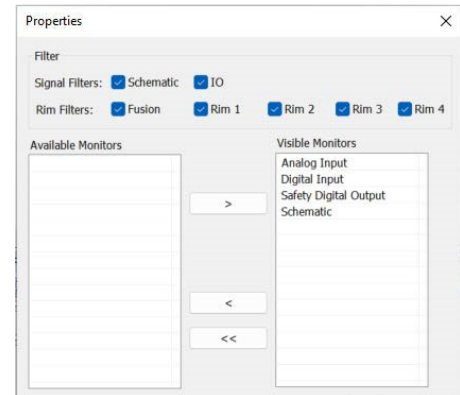 Properties
Filter
Signal Filters: Schematic IO
Rim Filters: Fusion Rim 1 Rim 2 Rim 3 Rim 4
Available Monitors Visible Monitors
Analog Input
Digital Input
Safety Digital Output
Schematic
>
<
<<